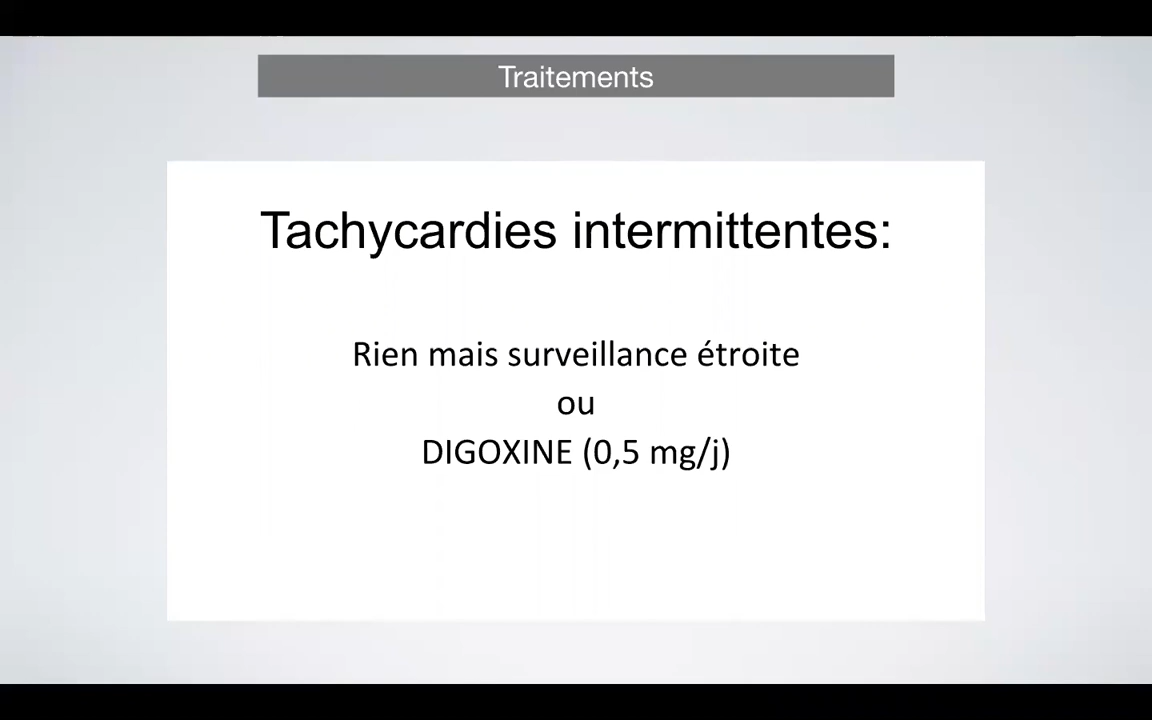 Traitements
Tachycardies intermittentes:
Rien mais surveillance étroite
ou
DIGOXINE (0,5 mg/j)